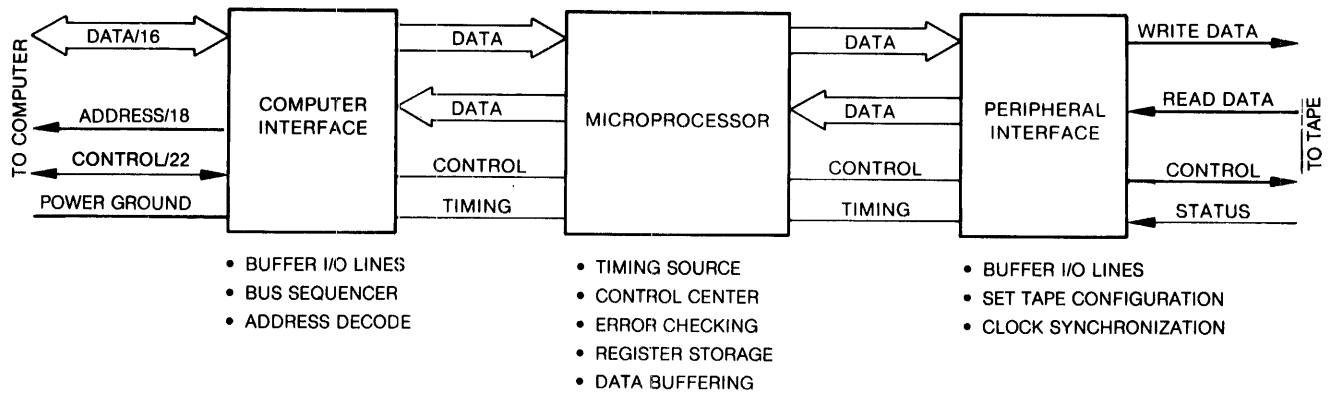 TO COMPUTER
DATA/16
ADDRESS/18
CONTROL/22
POWER GROUND
COMPUTER
INTERFACE
DATA
DATA
CONTROL
TIMING
MICROPROCESSOR
DATA
DATA
CONTROL
TIMING
PERIPHERAL
INTERFACE
WRITE DATA
READ DATA
CONTROL
STATUS
TO TAPE
• BUFFER I/O LINES
• BUS SEQUENCER
• ADDRESS DECODE
• TIMING SOURCE
• CONTROL CENTER
• ERROR CHECKING
• REGISTER STORAGE
• DATA BUFFERING
• BUFFER I/O LINES
• SET TAPE CONFIGURATION
• CLOCK SYNCHRONIZATION